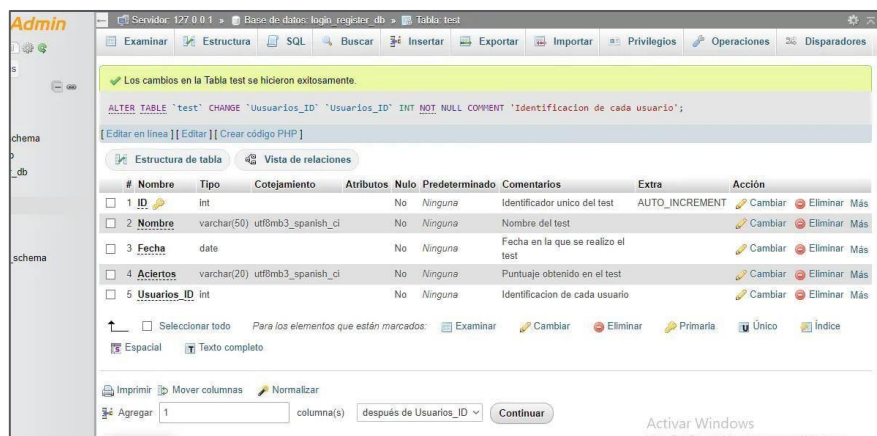 Admin
Servidor: 127.0.0.1 » Base de datos: login_register_db » Tabla: test
Examinar Estructura SQL Buscar Insertar Exportar Importar Privilegios Operaciones Disparadores
s
Los cambios en la Tabla test se hicieron exitosamente.
ALTER TABLE `test` CHANGE `Uusuarios_ID` `Usuarios_ID` INT NOT NULL COMMENT 'Identificacion de cada usuario';
chema
[ Editar en línea ] [ Editar ] [ Crear código PHP ]
_db
Estructura de tabla Vista de relaciones
# Nombre Tipo Cotejamiento Atributos Nulo Predeterminado Comentarios Extra Acción
1 ID int No Ninguna Identificador unico del test AUTO_INCREMENT Cambiar Eliminar Más
2 Nombre varchar(50) utf8mb3_spanish_ci No Ninguna Nombre del test Cambiar Eliminar Más
3 Fecha date No Ninguna Fecha en la que se realizo el test Cambiar Eliminar Más
_schema
4 Aciertos varchar(20) utf8mb3_spanish_ci No Ninguna Puntuaje obtenido en el test Cambiar Eliminar Más
5 Usuarios_ID int No Ninguna Identificacion de cada usuario Cambiar Eliminar Más
Seleccionar todo Para los elementos que están marcados: Examinar Cambiar Eliminar Primaria Único Índice
Espacial Texto completo
Imprimir Mover columnas Normalizar
Agregar 1 columna(s) después de Usuarios_ID Continuar
Activar Windows